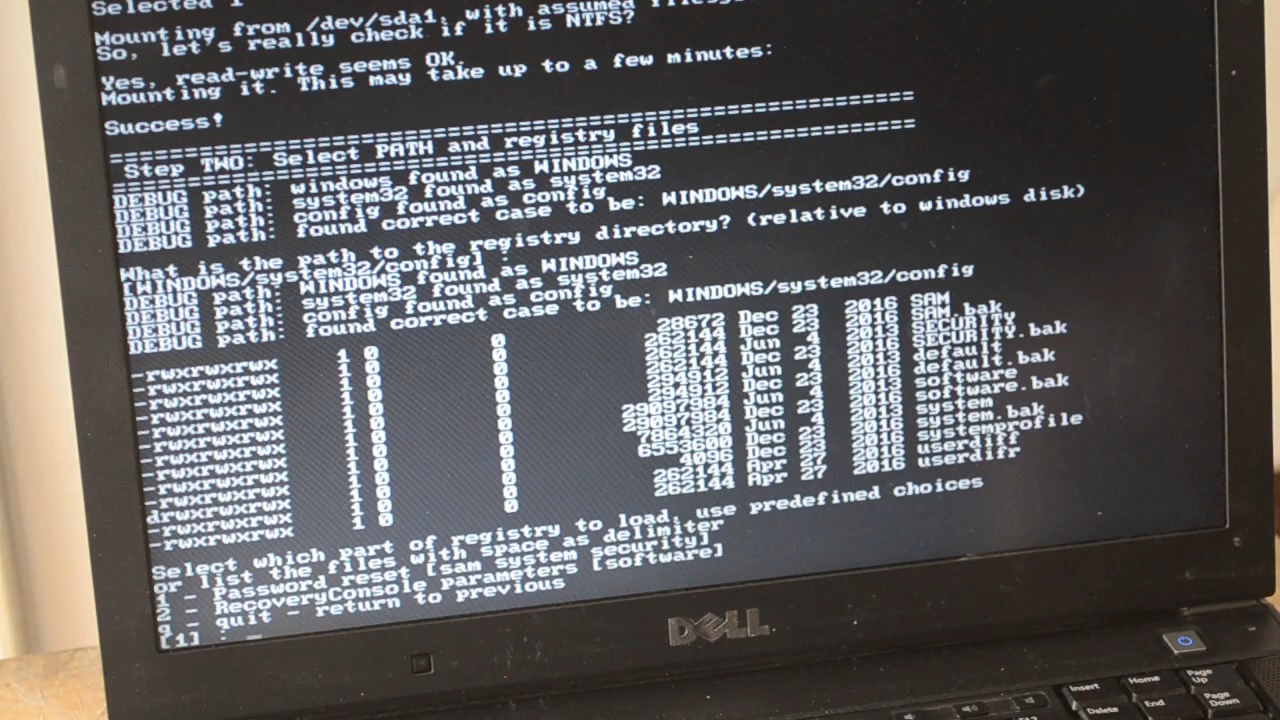 Selected 1
Mounting from /dev/sda1, with assumed
So, let's really check if it is NTFS?
Yes, read-write seems OK.
Mounting it. This may take up to a few minutes:
Success!
=========================================================
Step TWO: Select PATH and registry files
=========================================================
DEBUG path: windows found as WINDOWS
DEBUG path: system32 found as system32
DEBUG path: config found as config
DEBUG path: found correct case to be: WINDOWS/system32/config
What is the path to the registry directory? (relative to windows disk)
[WINDOWS/system32/config] :
DEBUG path: WINDOWS found as WINDOWS
DEBUG path: system32 found as system32
DEBUG path: config found as config
DEBUG path: found correct case to be: WINDOWS/system32/config
-rwxrwxrwx 1 0 0 28672 Dec 23 2016 SAM
-rwxrwxrwx 1 0 0 262144 Dec 23 2016 SAM.bak
-rwxrwxrwx 1 0 0 262144 Jun 4 2013 SECURITY
-rwxrwxrwx 1 0 0 262144 Dec 23 2016 SECURITY.bak
-rwxrwxrwx 1 0 0 294912 Jun 4 2013 default
-rwxrwxrwx 1 0 0 294912 Dec 23 2016 default.bak
-rwxrwxrwx 1 0 0 29097984 Jun 4 2013 software
-rwxrwxrwx 1 0 0 29097984 Dec 23 2016 software.bak
-rwxrwxrwx 1 0 0 7864320 Jun 4 2013 system
-rwxrwxrwx 1 0 0 6553600 Dec 23 2016 system.bak
drwxrwxrwx 1 0 0 4096 Dec 23 2016 systemprofile
-rwxrwxrwx 1 0 0 262144 Apr 27 2016 userdiff
-rwxrwxrwx 1 0 0 262144 Apr 27 2016 userdifr
Select which part of registry to load, use predefined choices
or list the files with space as delimiter
1 - Password reset [sam system security]
2 - RecoveryConsole parameters [software]
q - quit - return to previous
[1] : _
DELL
Insert Home Page Up
Delete End Page Down